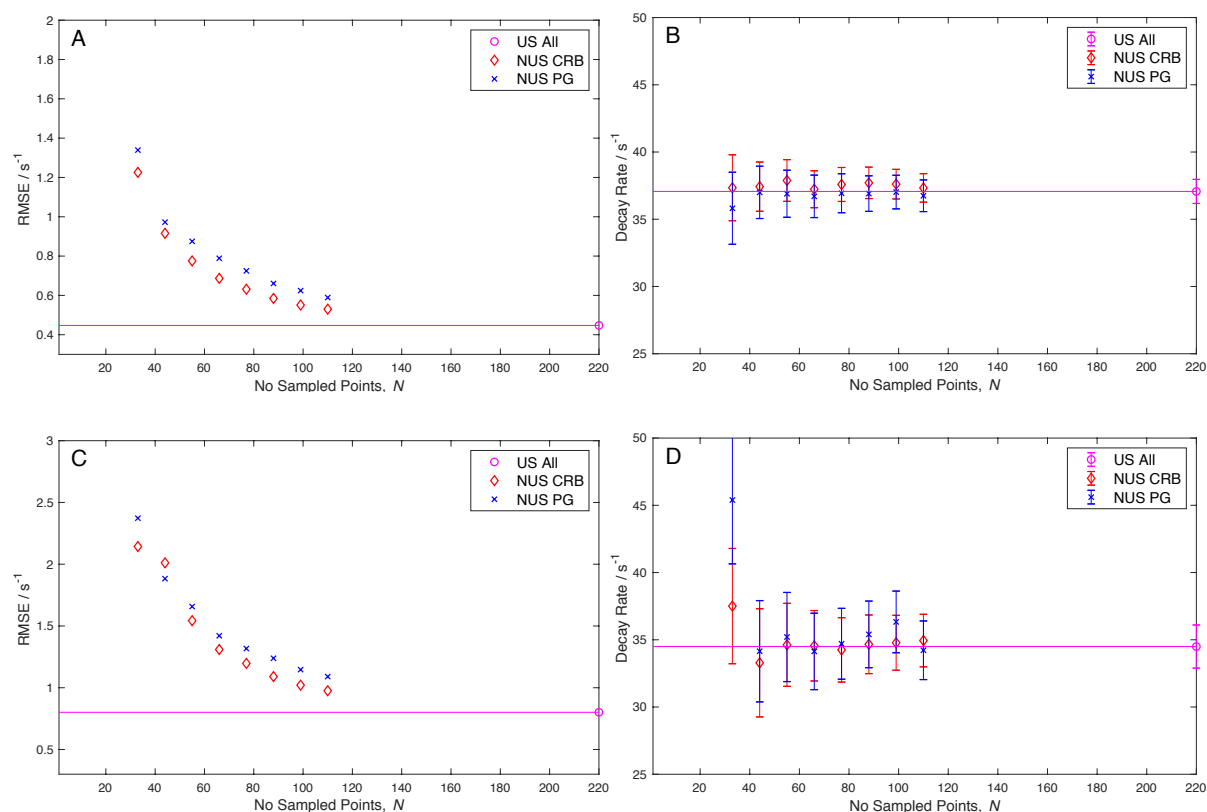 A
US All
NUS CRB
NUS PG
2
1.8
1.6
1.4
1.2
1
0.8
0.6
0.4
RMSE / s⁻¹
20 40 60 80 100 120 140 160 180 200 220
No Sampled Points, N
B
US All
NUS CRB
NUS PG
50
45
40
35
30
25
Decay Rate / s⁻¹
20 40 60 80 100 120 140 160 180 200 220
No Sampled Points, N
C
US All
NUS CRB
NUS PG
3
2.5
2
1.5
1
0.5
RMSE / s⁻¹
20 40 60 80 100 120 140 160 180 200 220
No Sampled Points, N
D
US All
NUS CRB
NUS PG
50
45
40
35
30
25
Decay Rate / s⁻¹
20 40 60 80 100 120 140 160 180 200 220
No Sampled Points, N